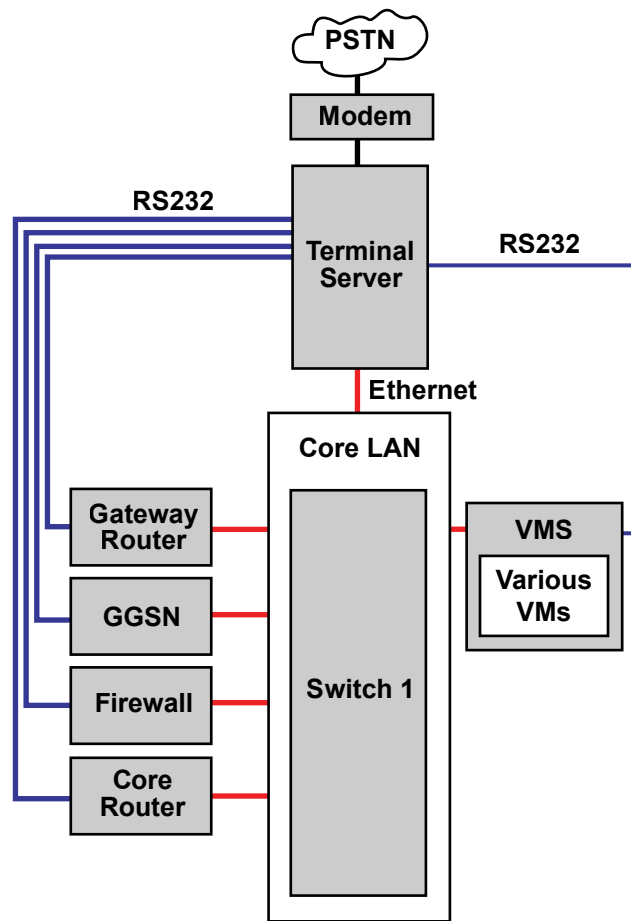 PSTN
Modem
RS232
Terminal
Server
RS232
Ethernet
Core LAN
Gateway
Router
GGSN
Firewall
Core
Router
Switch 1
VMS
Various
VMs